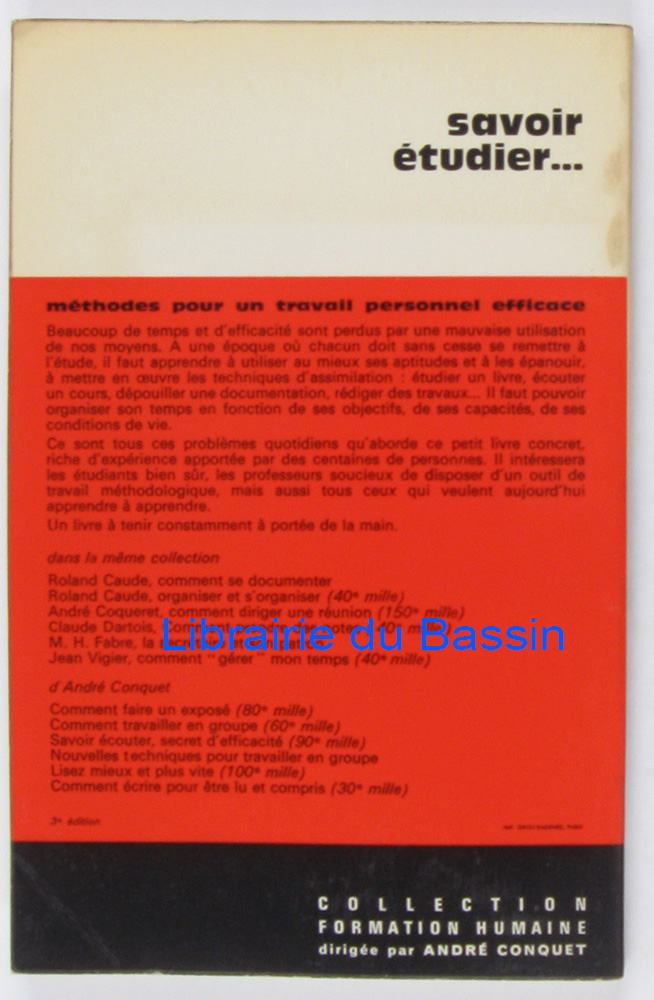 savoir
étudier...
méthodes pour un travail personnel efficace
Beaucoup de temps et d'efficacité sont perdus par une mauvaise utilisation
de nos moyens. A une époque où chacun doit sans cesse se remettre à
l'étude, il faut apprendre à utiliser au mieux ses aptitudes et à les épanouir,
à mettre en œuvre les techniques d'assimilation : étudier un livre, écouter
un cours, dépouiller une documentation, rédiger des travaux... Il faut pouvoir
organiser son temps en fonction de ses objectifs, de ses capacités, de ses
conditions de vie.
Ce sont tous ces problèmes quotidiens qu'aborde ce petit livre concret,
riche d'expérience apportée par des centaines de personnes. Il intéressera
les étudiants bien sûr, les professeurs soucieux de disposer d'un outil de
travail méthodologique, mais aussi tous ceux qui veulent aujourd'hui
apprendre à apprendre.
Un livre à tenir constamment à portée de la main.
dans la même collection
Roland Caude, comment se documenter
Roland Caude, organiser et s'organiser (40e mille)
André Coqueret, comment diriger une réunion (150e mille)
Claude Dartois, Comment prendre des notes (40e mille)
M. H. Fabre, la
Librairie du Bassin
Jean Vigier, comment "gérer" mon temps (40e mille)
d'André Conquet
Comment faire un exposé (80e mille)
Comment travailler en groupe (60e mille)
Savoir écouter, secret d'efficacité (90e mille)
Nouvelles techniques pour travailler en groupe
Lisez mieux et plus vite (100e mille)
Comment écrire pour être lu et compris (30e mille)
3e édition
COLLECTION
FORMATION HUMAINE
dirigée par ANDRÉ CONQUET